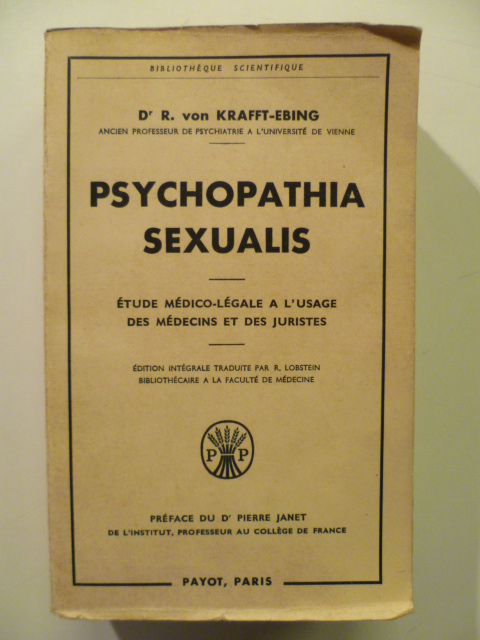 BIBLIOTHÈQUE SCIENTIFIQUE
Dr R. von KRAFFT-EBING
ANCIEN PROFESSEUR DE PSYCHIATRIE A L'UNIVERSITÉ DE VIENNE
PSYCHOPATHIA
SEXUALIS
ÉTUDE MÉDICO-LÉGALE A L'USAGE
DES MÉDECINS ET DES JURISTES
ÉDITION INTÉGRALE TRADUITE PAR R. LOBSTEIN
BIBLIOTHÉCAIRE A LA FACULTÉ DE MÉDECINE
P P
PRÉFACE DU Dr PIERRE JANET
DE L'INSTITUT, PROFESSEUR AU COLLÈGE DE FRANCE
PAYOT, PARIS